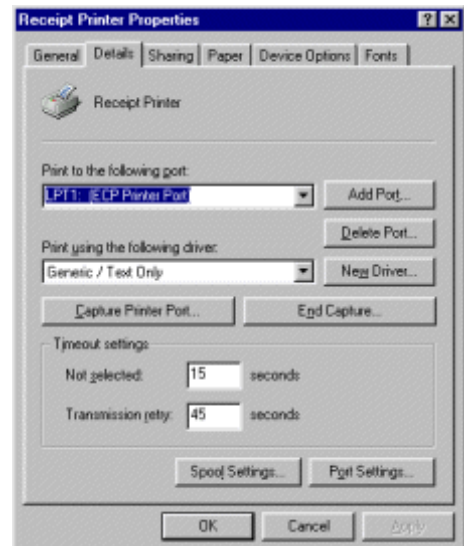 Receipt Printer Properties
General Details Sharing Paper Device Options Fonts
Receipt Printer
Print to the following port:
LPT1: (ECP Printer Port) Add Port...
Delete Port...
Print using the following driver:
Generic / Text Only New Driver...
Capture Printer Port... End Capture...
Timeout settings
Not selected: 15 seconds
Transmission retry: 45 seconds
Spool Settings... Port Settings...
OK Cancel Apply